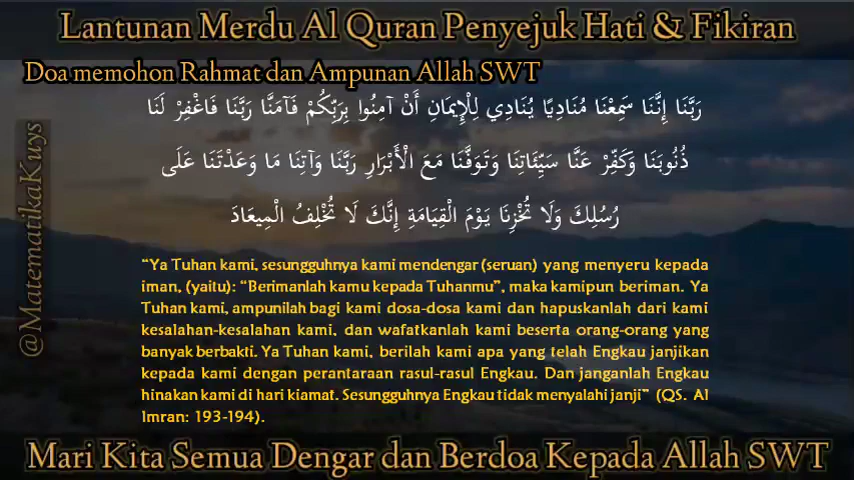 Lantunan Merdu Al Quran Penyejuk Hati & Fikiran
Doa memohon Rahmat dan Ampunan Allah SWT
رَبَّنَا إِنَّنَا سَمِعْنَا مُنَادِيًا يُنَادِي لِلْإِيمَانِ أَنْ آمِنُوا بِرَبِّكُمْ فَآمَنَّا رَبَّنَا فَاغْفِرْ لَنَا
ذُنُوبَنَا وَكَفِّرْ عَنَّا سَيِّئَاتِنَا وَتَوَفَّنَا مَعَ الْأَبْرَارِ رَبَّنَا وَآتِنَا مَا وَعَدْتَنَا عَلَى
رُسُلِكَ وَلَا تُخْزِنَا يَوْمَ الْقِيَامَةِ إِنَّكَ لَا تُخْلِفُ الْمِيعَادَ
“Ya Tuhan kami, sesungguhnya kami mendengar (seruan) yang menyeru kepada
iman, (yaitu): “Berimanlah kamu kepada Tuhanmu”, maka kamipun beriman. Ya
Tuhan kami, ampunilah bagi kami dosa-dosa kami dan hapuskanlah dari kami
kesalahan-kesalahan kami, dan wafatkanlah kami beserta orang-orang yang
banyak berbakti. Ya Tuhan kami, berilah kami apa yang telah Engkau janjikan
kepada kami dengan perantaraan rasul-rasul Engkau. Dan janganlah Engkau
hinakan kami di hari kiamat. Sesungguhnya Engkau tidak menyalahi janji” (QS. Al
Imran: 193-194).
@MatematikaKuys
Mari Kita Semua Dengar dan Berdoa Kepada Allah SWT